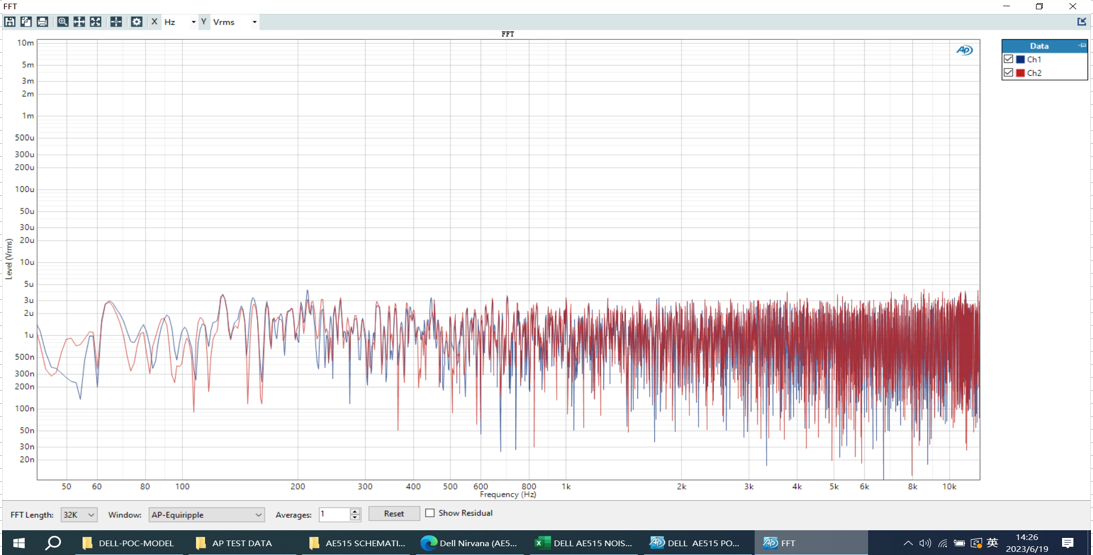 FFT
X Hz Y Vrms
FFT
AP
10m
5m
3m
2m
1m
500u
300u
200u
100u
50u
30u
20u
10u
5u
3u
2u
1u
500n
300n
200n
100n
50n
30n
20n
Level (Vrms)
50 60 80 100 200 300 400 500 600 800 1k 2k 3k 4k 5k 6k 8k 10k
Frequency (Hz)
Data
Ch1
Ch2
FFT Length: 32K Window: AP-Equiripple Averages: 1 Reset Show Residual
DELL-POC-MODEL AP TEST DATA AE515 SCHEMATI... Dell Nirvana (AE5... DELL AE515 NOIS... DELL AE515 PO... FFT 英 14:26
2023/6/19